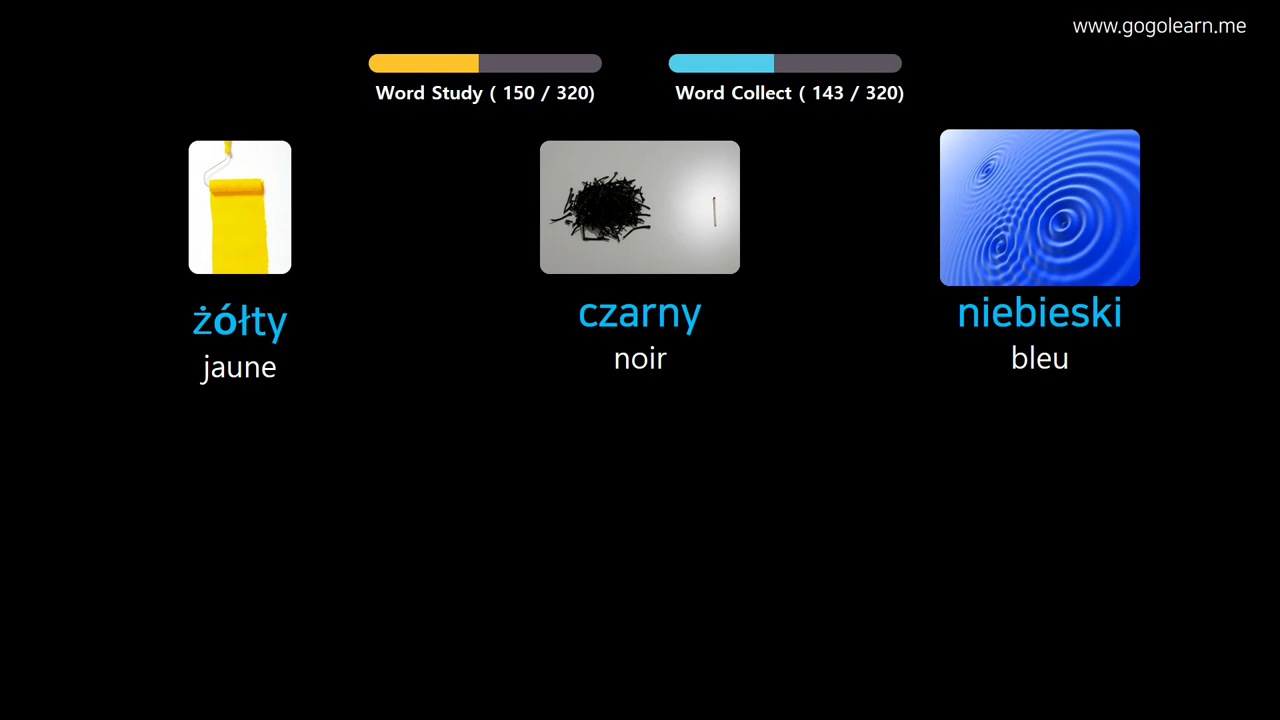 www.gogolearn.me
Word Study ( 150 / 320)
Word Collect ( 143 / 320)
żółty
jaune
czarny
noir
niebieski
bleu